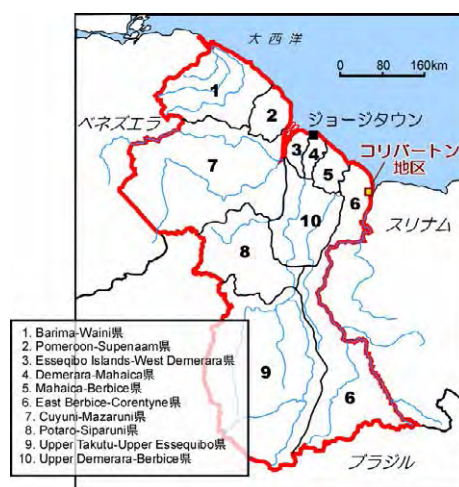 大西洋
0 80 160km
ベネズエラ
ジョージタウン
コリバートン
地区
スリナム
ブラジル
1
2
3
4
5
6
7
8
9
10
6
1. Barima-Waini県
2. Pomeroon-Supenaam県
3. Esseqibo Islands-West Demerara県
4. Demerara-Mahaica県
5. Mahaica-Berbice県
6. East Berbice-Corentyne県
7. Cuyuni-Mazaruni県
8. Potaro-Siparuni県
9. Upper Takutu-Upper Essequibo県
10. Upper Demerara-Berbice県